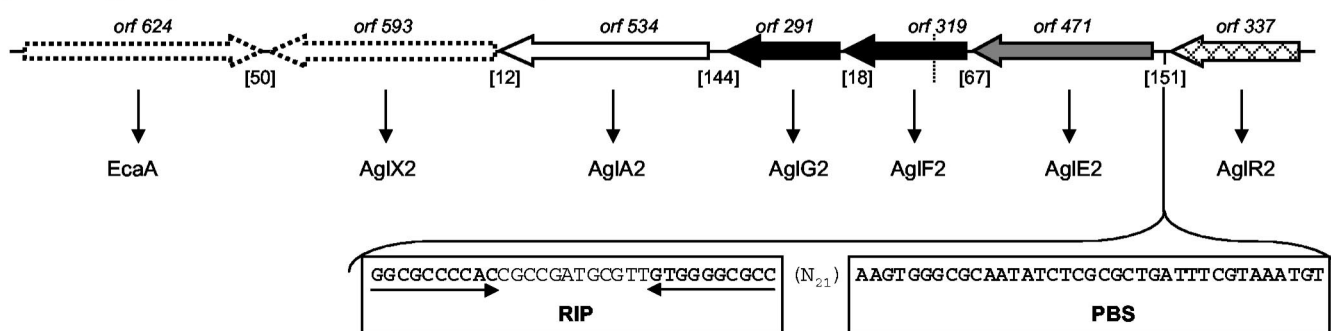 orf 624 orf 593 orf 534 orf 291 orf 319 orf 471 orf 337
[50] [12] [144] [18] [67] [151]
EcaA AglX2 AglA2 AglG2 AglF2 AglE2 AglR2
GGCGCCCCACCGCCGATGCGTTGTGGGGCGCC (N21) AAGTGGGCGCAATATCTCGCGCTGATTTCGTAAATGT
RIP PBS